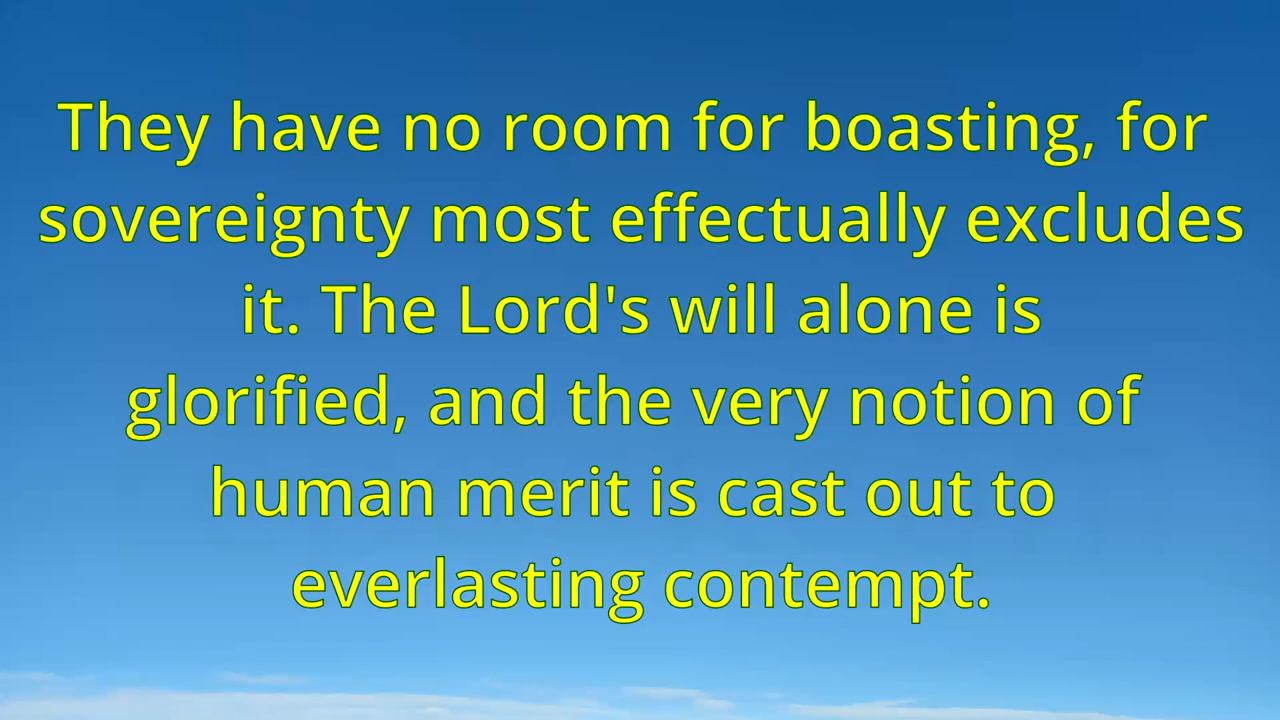 They have no room for boasting, for
sovereignty most effectually excludes
it. The Lord's will alone is
glorified, and the very notion of
human merit is cast out to
everlasting contempt.